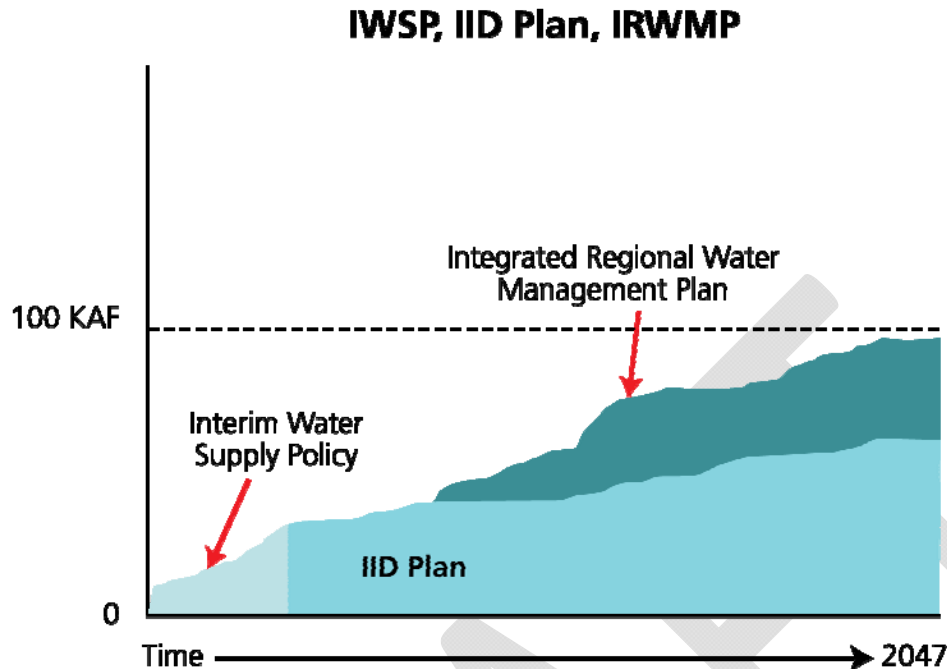 IWSP, IID Plan, IRWMP
Integrated Regional Water
Management Plan
100 KAF
Interim Water
Supply Policy
IID Plan
0
Time
2047